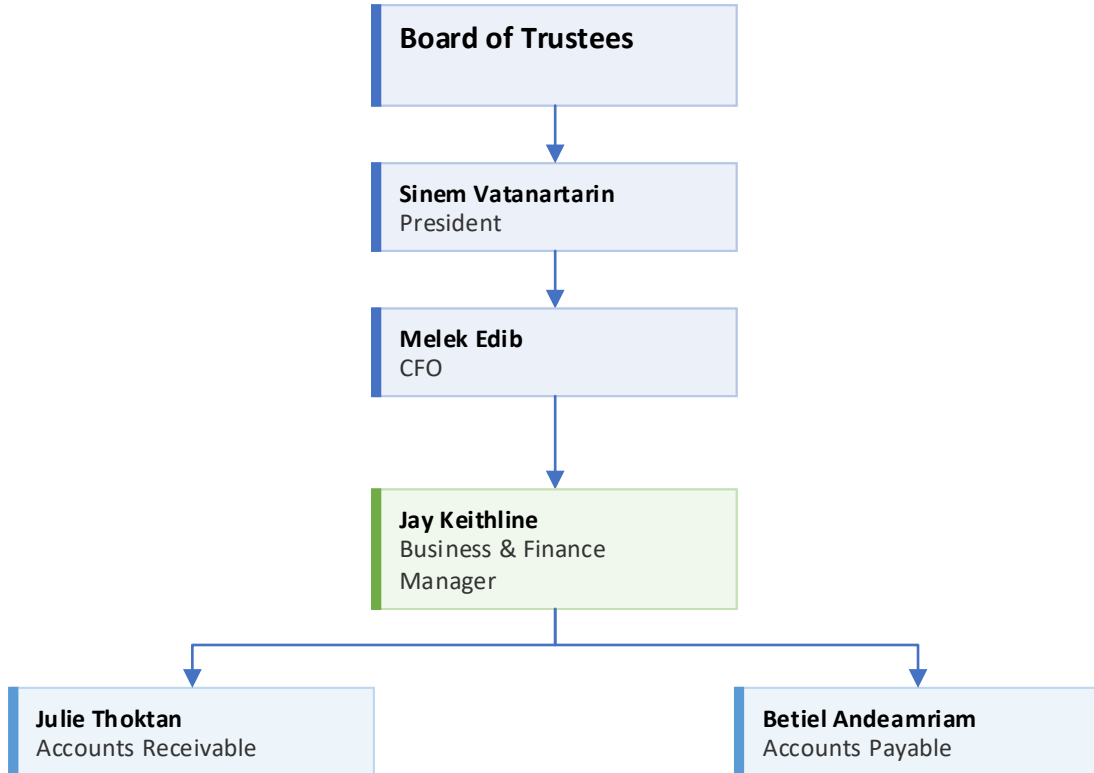 Board of Trustees
Sinem Vatanartarin
President
Melek Edib
CFO
Jay Keithline
Business & Finance
Manager
Julie Thoktan
Accounts Receivable
Betiel Andeamriam
Accounts Payable